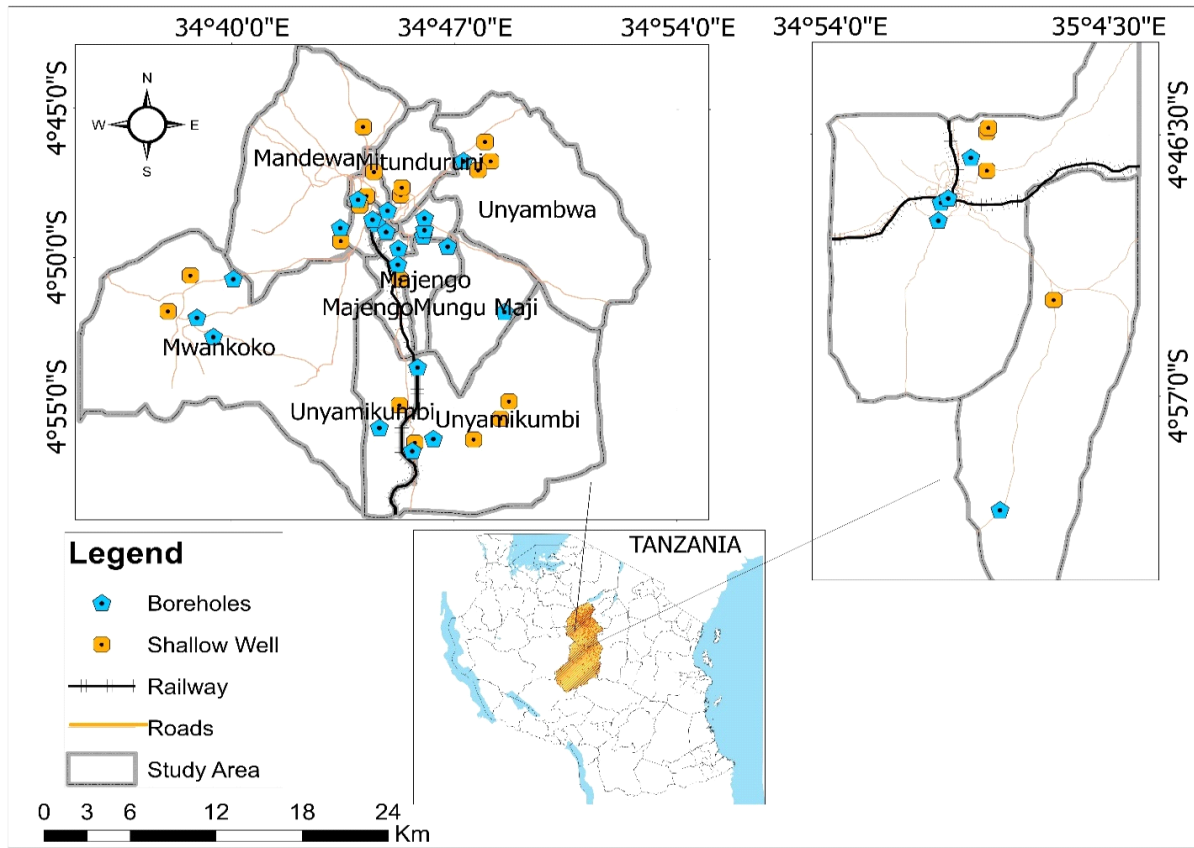 34°40'0"E 34°47'0"E 34°54'0"E
34°54'0"E 35°4'30"E
4°45'0"S
4°50'0"S
4°55'0"S
4°46'30"S
4°57'0"S
N
W E
S
Mandewa Mitunduruni
Unyambwa
Majengo
Majengo Mungu Maji
Mwankoko
Unyamikumbi Unyamikumbi
TANZANIA
Legend
Boreholes
Shallow Well
Railway
Roads
Study Area
0 3 6 12 18 24
Km